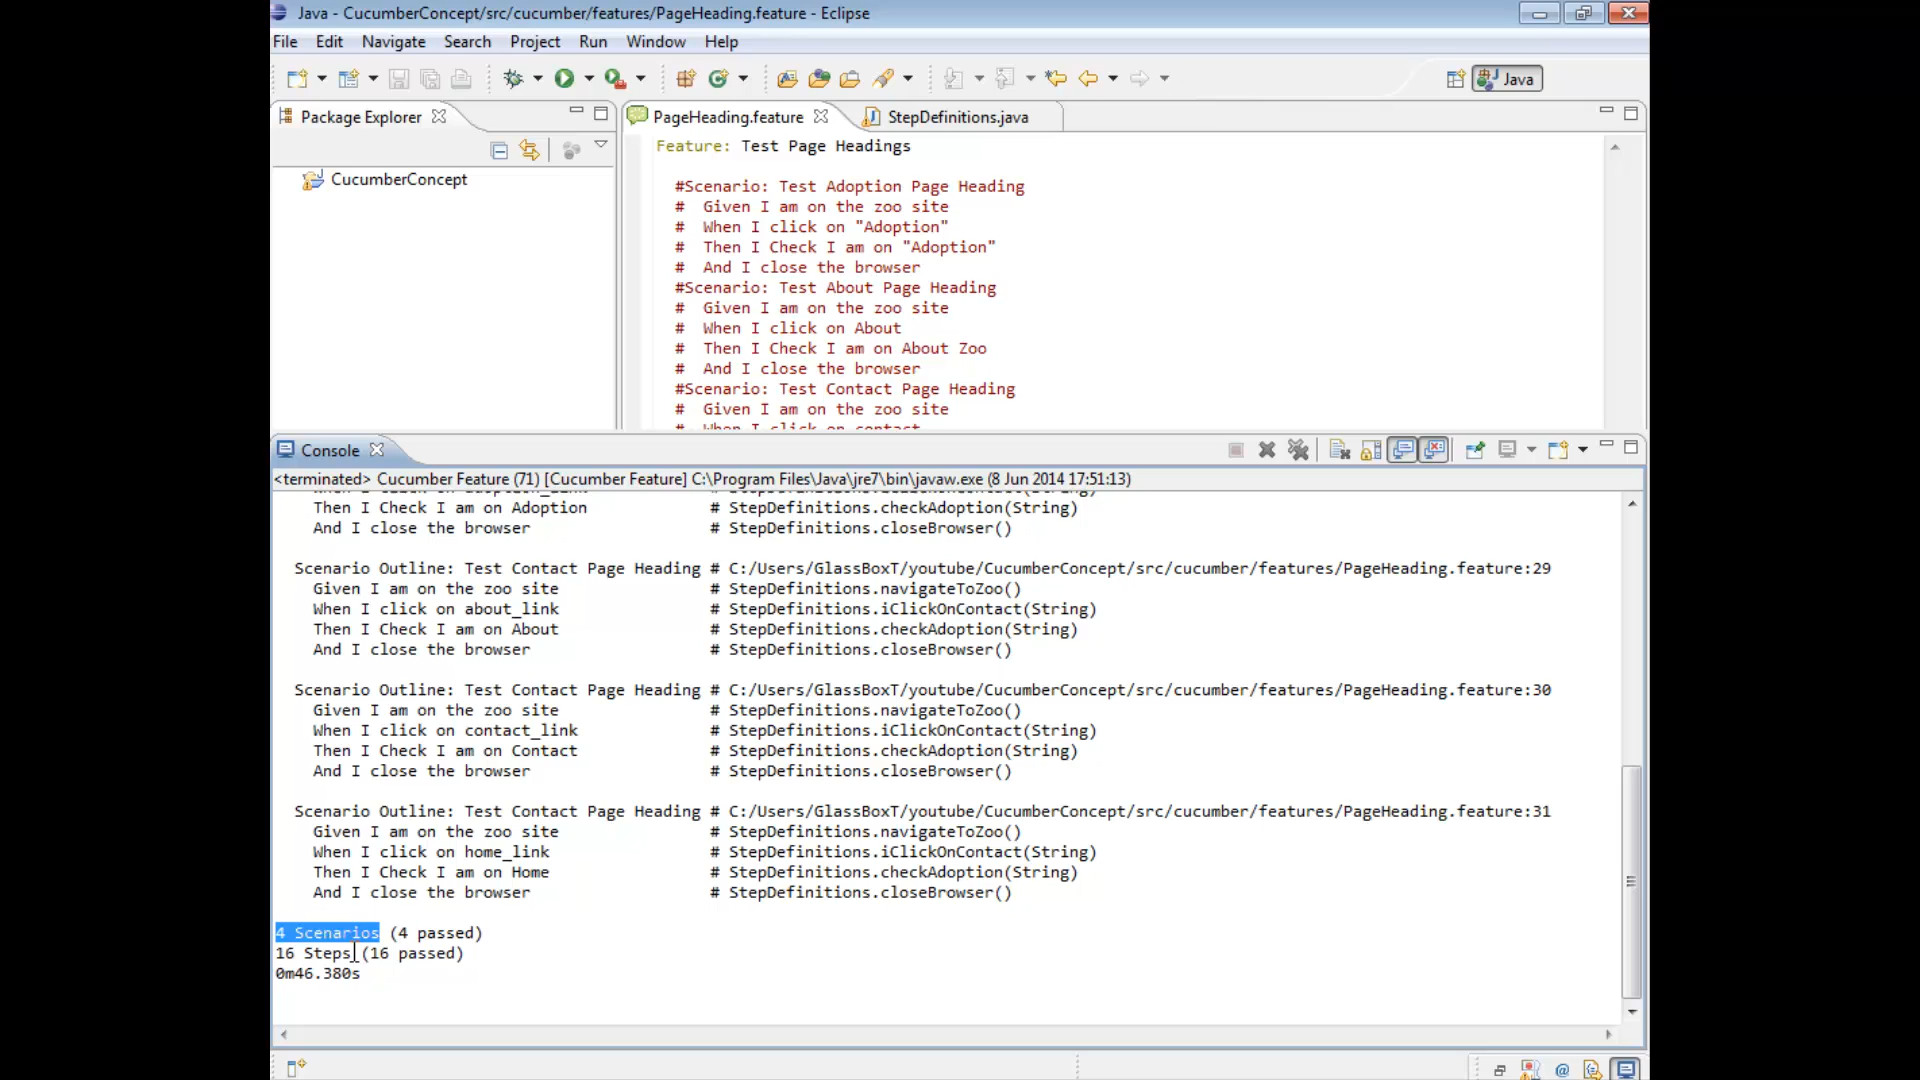 Java - CucumberConcept/src/cucumber/features/PageHeading.feature - Eclipse
File Edit Navigate Search Project Run Window Help
Java
Package Explorer
PageHeading.feature
StepDefinitions.java
CucumberConcept
Feature: Test Page Headings
#Scenario: Test Adoption Page Heading
# Given I am on the zoo site
# When I click on "Adoption"
# Then I Check I am on "Adoption"
# And I close the browser
#Scenario: Test About Page Heading
# Given I am on the zoo site
# When I click on About
# Then I Check I am on About Zoo
# And I close the browser
#Scenario: Test Contact Page Heading
# Given I am on the zoo site
# When I click on contact
Console
<terminated> Cucumber Feature (71) [Cucumber Feature] C:\Program Files\Java\jre7\bin\javaw.exe (8 Jun 2014 17:51:13)
When I click on adoption_link # StepDefinitions.iClickOnContact(String)
Then I Check I am on Adoption # StepDefinitions.checkAdoption(String)
And I close the browser # StepDefinitions.closeBrowser()
Scenario Outline: Test Contact Page Heading # C:/Users/GlassBoxT/youtube/CucumberConcept/src/cucumber/features/PageHeading.feature:29
Given I am on the zoo site # StepDefinitions.navigateToZoo()
When I click on about_link # StepDefinitions.iClickOnContact(String)
Then I Check I am on About # StepDefinitions.checkAdoption(String)
And I close the browser # StepDefinitions.closeBrowser()
Scenario Outline: Test Contact Page Heading # C:/Users/GlassBoxT/youtube/CucumberConcept/src/cucumber/features/PageHeading.feature:30
Given I am on the zoo site # StepDefinitions.navigateToZoo()
When I click on contact_link # StepDefinitions.iClickOnContact(String)
Then I Check I am on Contact # StepDefinitions.checkAdoption(String)
And I close the browser # StepDefinitions.closeBrowser()
Scenario Outline: Test Contact Page Heading # C:/Users/GlassBoxT/youtube/CucumberConcept/src/cucumber/features/PageHeading.feature:31
Given I am on the zoo site # StepDefinitions.navigateToZoo()
When I click on home_link # StepDefinitions.iClickOnContact(String)
Then I Check I am on Home # StepDefinitions.checkAdoption(String)
And I close the browser # StepDefinitions.closeBrowser()
4 Scenarios (4 passed)
16 Steps (16 passed)
0m46.380s